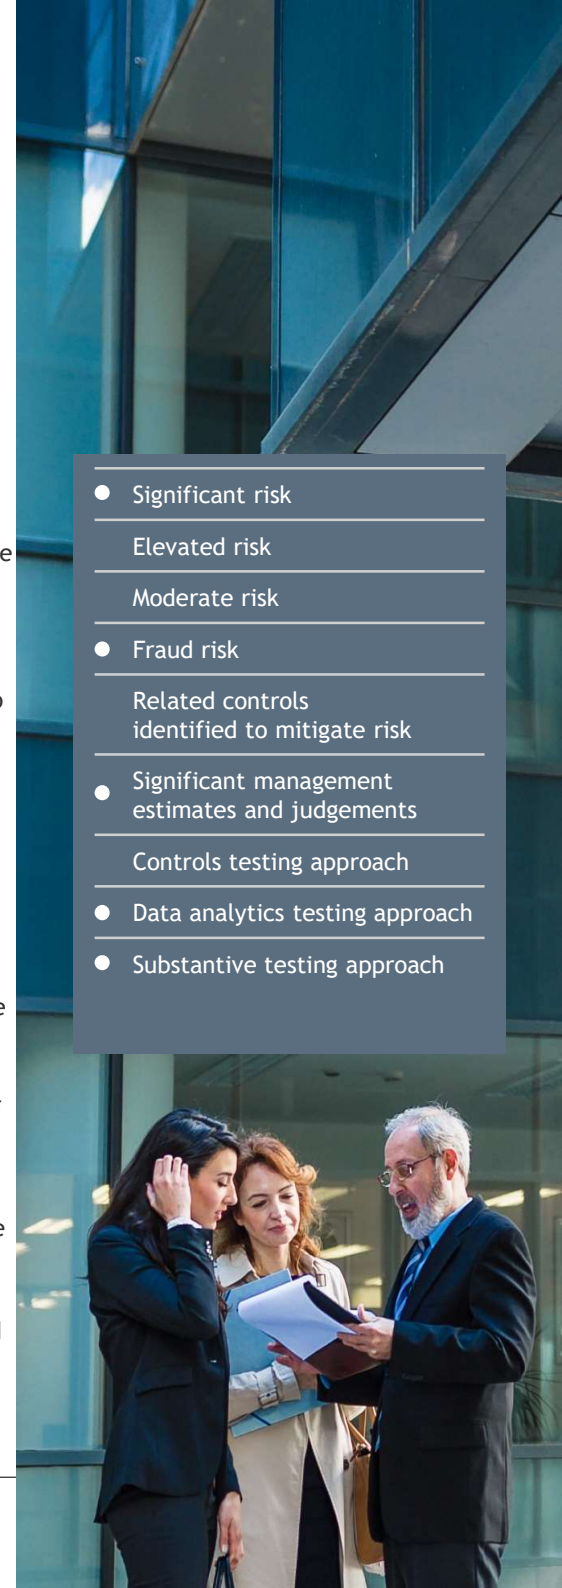 ● Significant risk
Elevated risk
Moderate risk
● Fraud risk
Related controls
identified to mitigate risk
● Significant management
estimates and judgements
Controls testing approach
● Data analytics testing approach
● Substantive testing approach